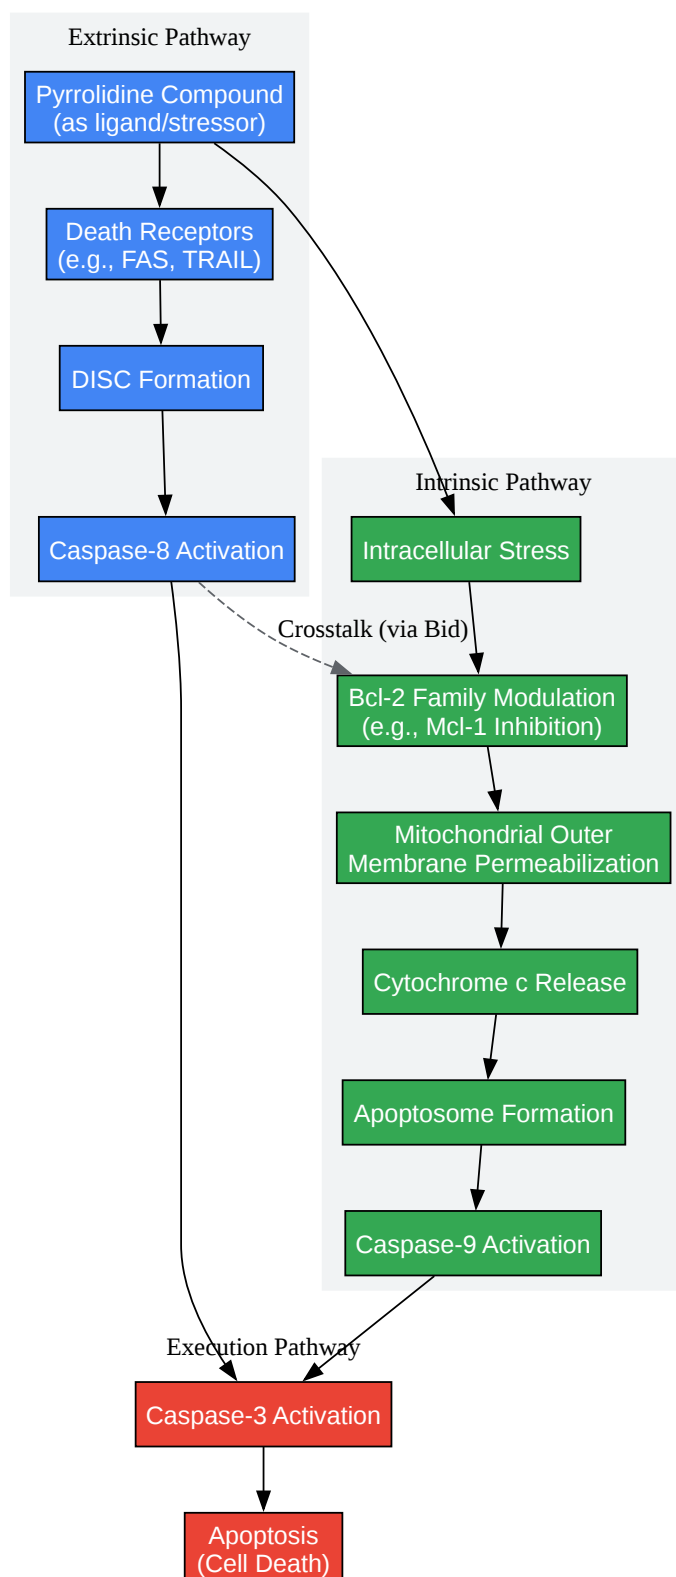 Extrinsic Pathway
Pyrrolidine Compound
(as ligand/stressor)
Death Receptors
(e.g., FAS, TRAIL)
DISC Formation
Caspase-8 Activation
Intrinsic Pathway
Intracellular Stress
Crosstalk (via Bid)
Bcl-2 Family Modulation
(e.g., Mcl-1 Inhibition)
Mitochondrial Outer
Membrane Permeabilization
Cytochrome c Release
Apoptosome Formation
Caspase-9 Activation
Execution Pathway
Caspase-3 Activation
Apoptosis
(Cell Death)